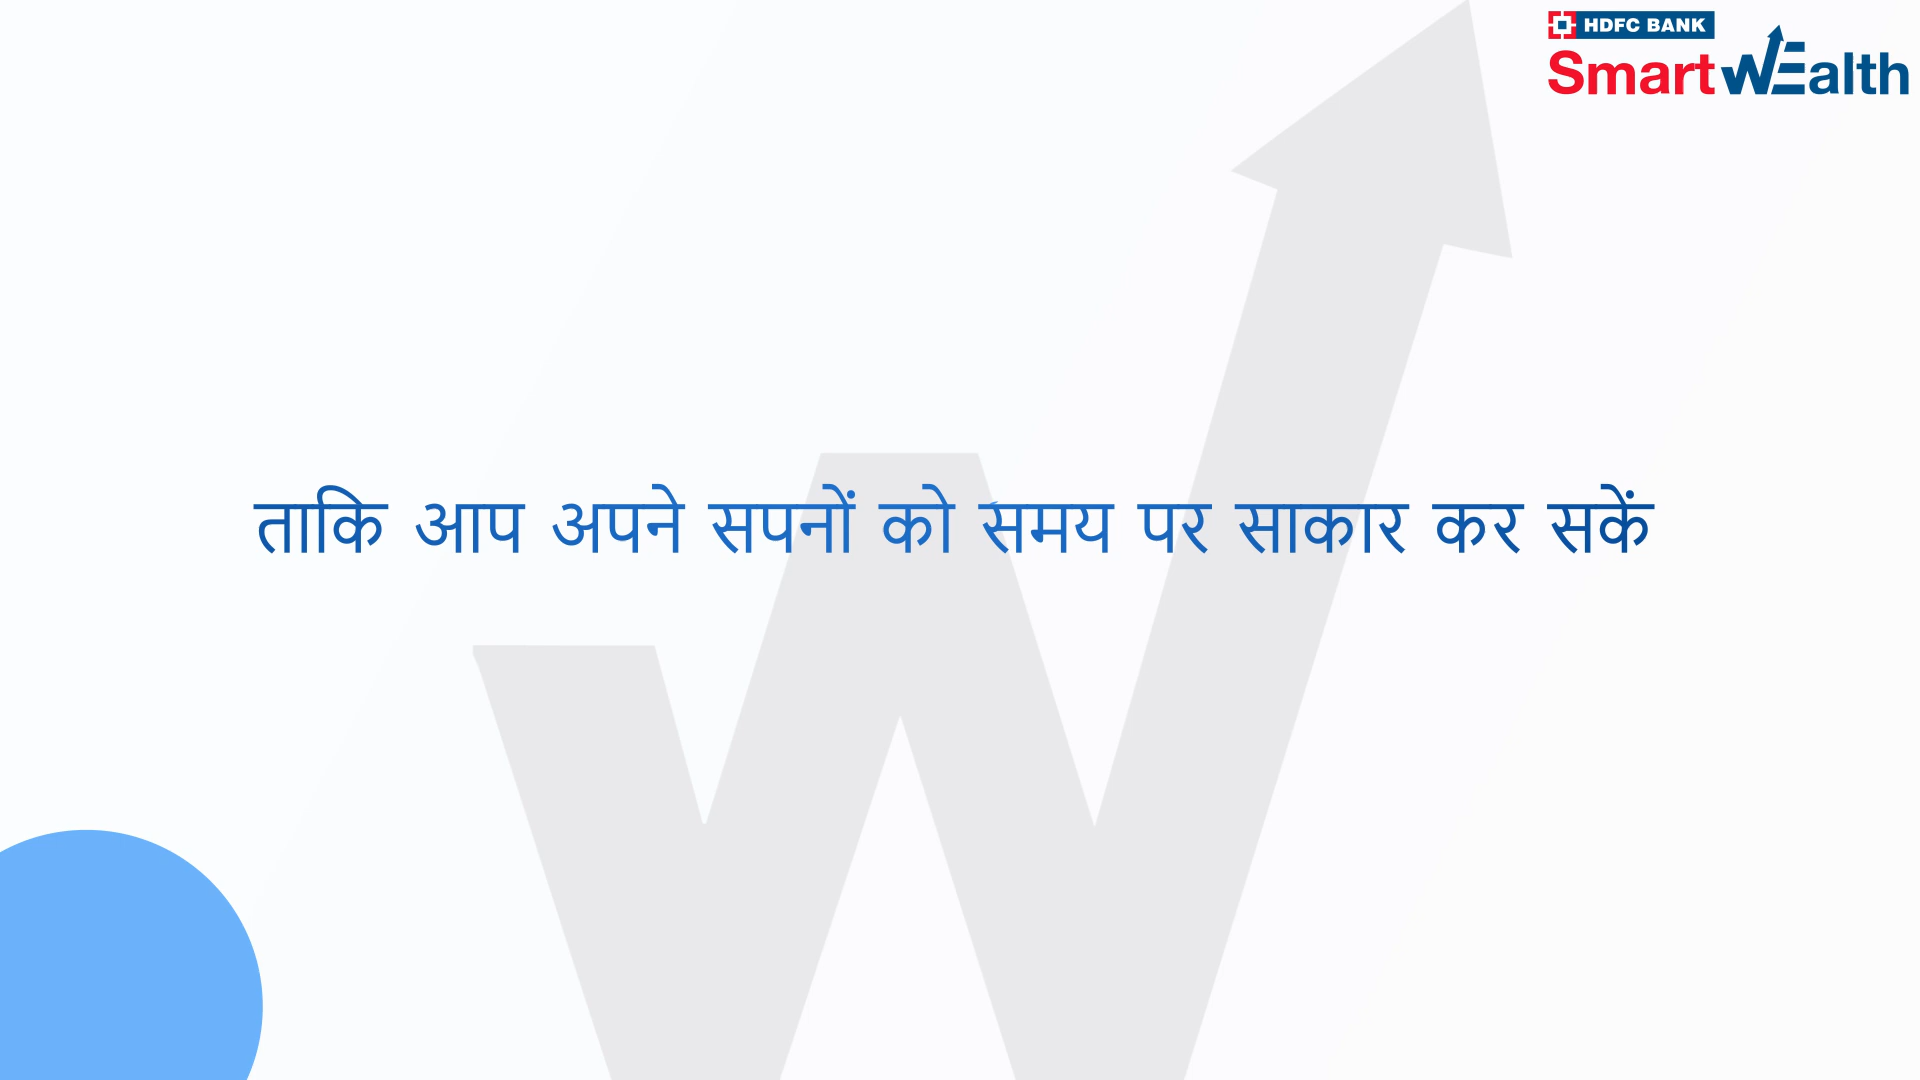 HDFC BANK
SmartWEalth
ताकि आप अपने सपनों को समय पर साकार कर सकें